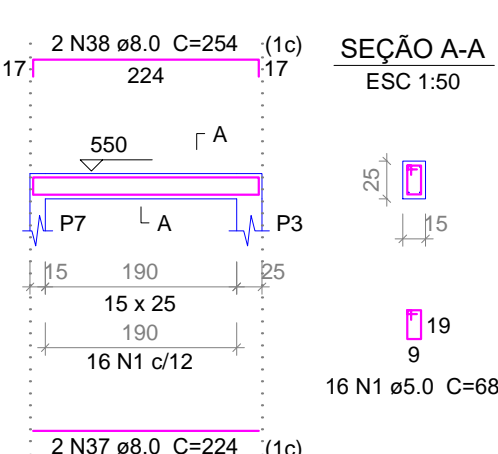 2 N38 ø8.0 C=254 (1c)
17 224 17
A
550
A
P7 P3
15 190 25
15 x 25
190
16 N1 c/12
2 N37 ø8.0 C=224 (1c)
SEÇÃO A-A
ESC 1:50
25
15
19
9
16 N1 ø5.0 C=68